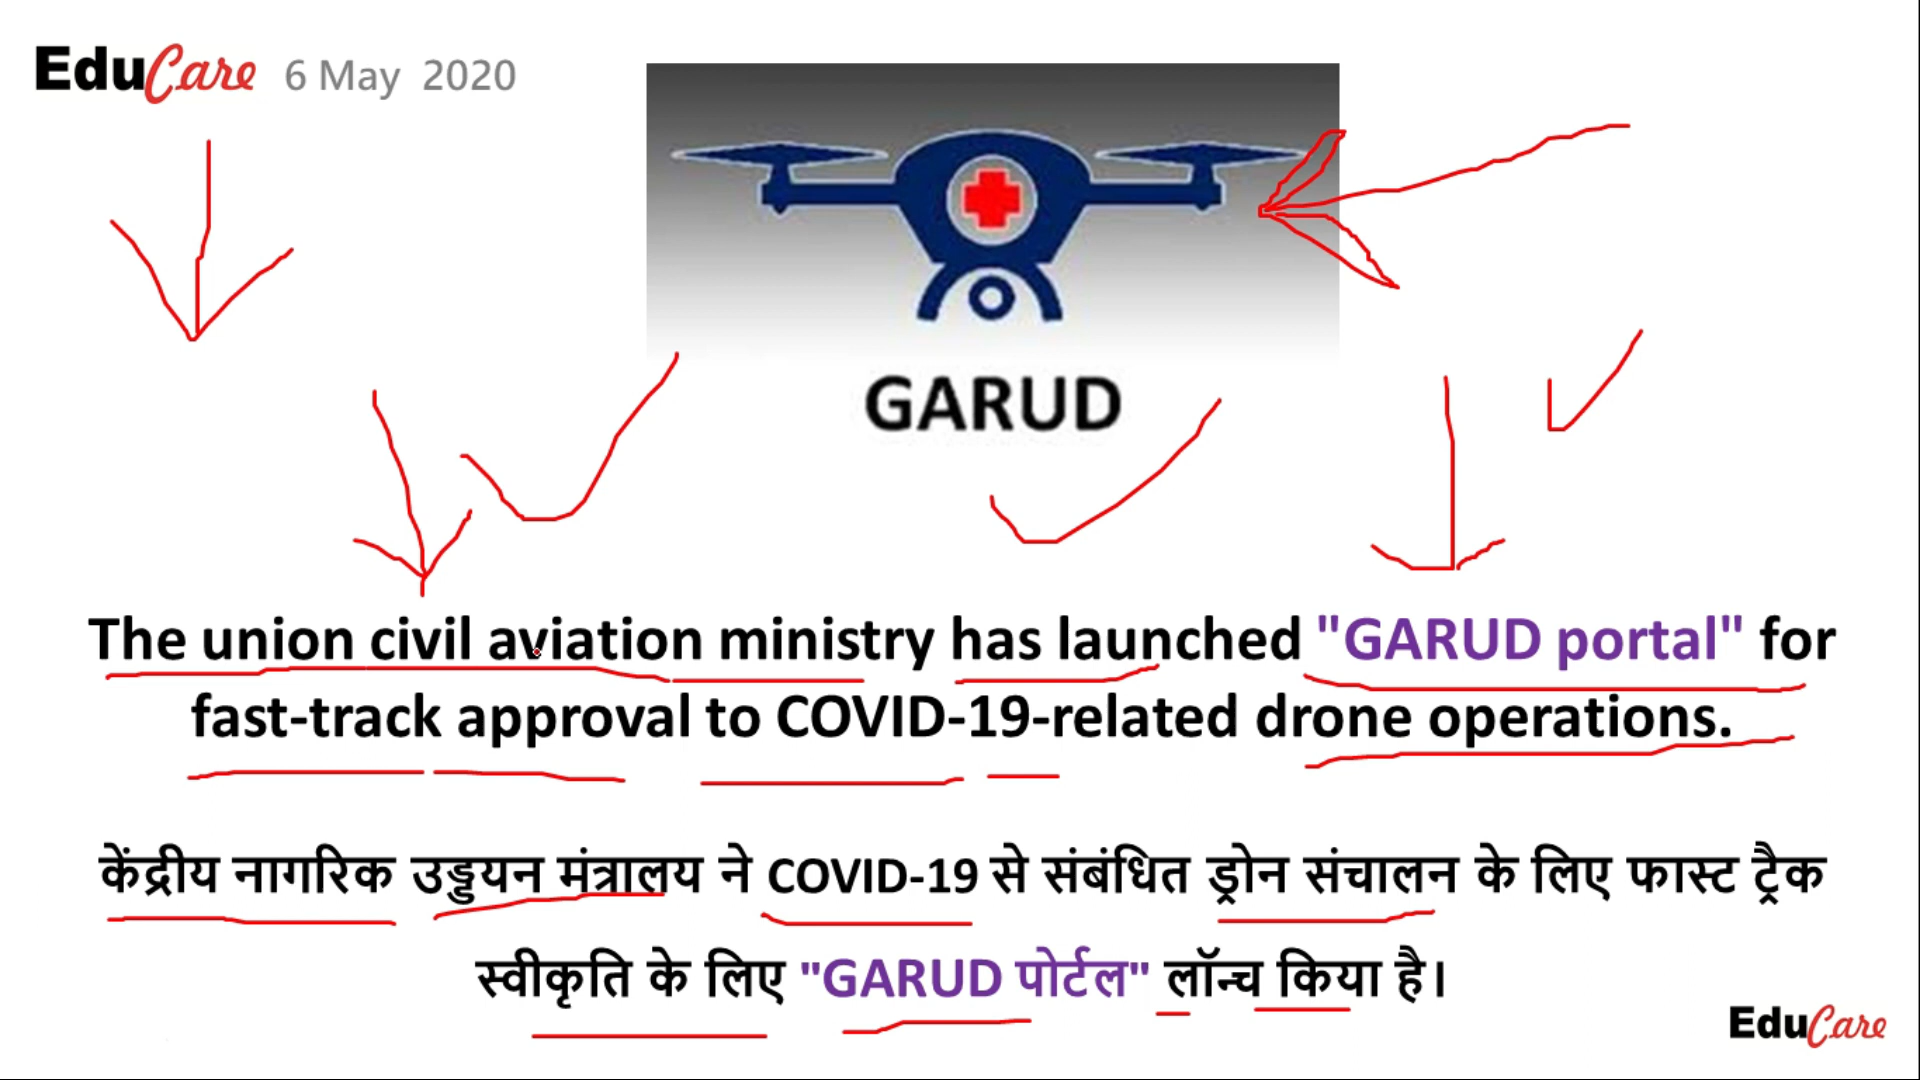 EduCare 6 May 2020
GARUD
The union civil aviation ministry has launched "GARUD portal" for
fast-track approval to COVID-19-related drone operations.
केंद्रीय नागरिक उड्डयन मंत्रालय ने COVID-19 से संबंधित ड्रोन संचालन के लिए फास्ट ट्रैक
स्वीकृति के लिए "GARUD पोर्टल" लॉन्च किया है।
EduCare